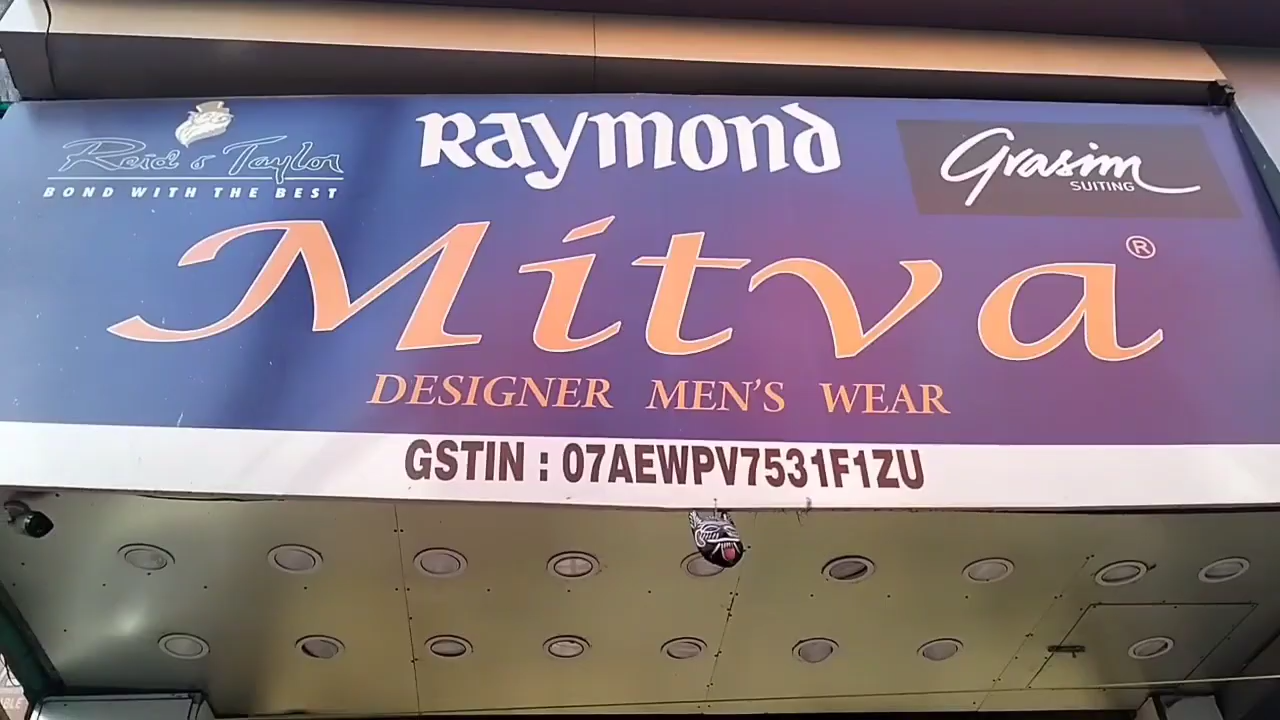 Reid & Taylor
BOND WITH THE BEST
Raymond
Grasim
SUITING
Mitva®
DESIGNER MEN'S WEAR
GSTIN : 07AEWPV7531F1ZU